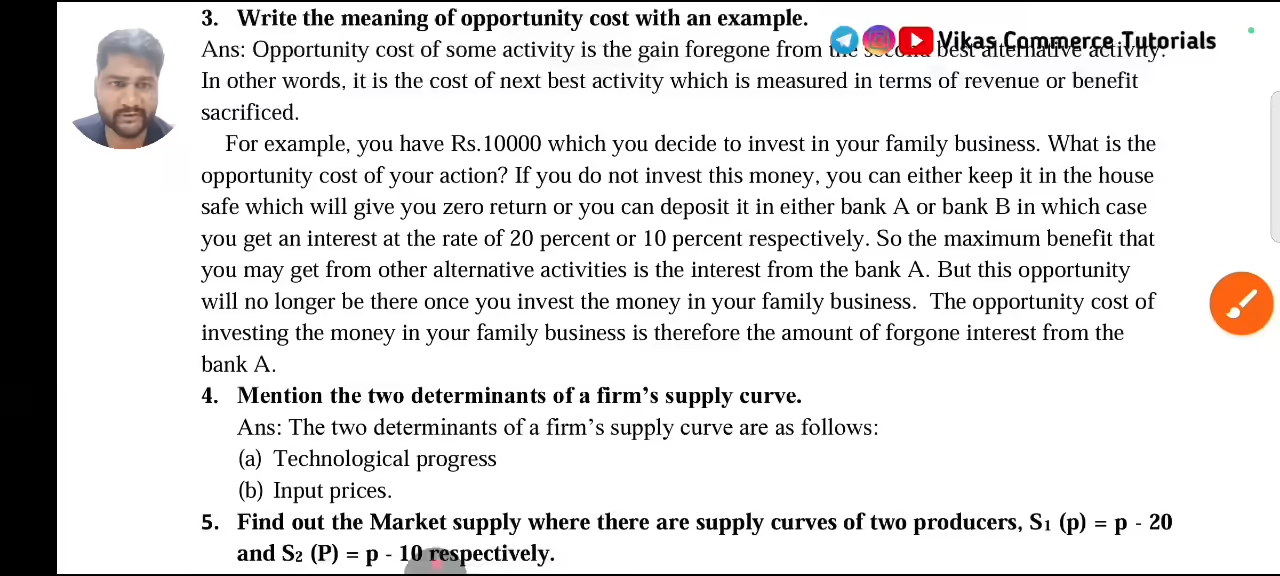 3. Write the meaning of opportunity cost with an example.
Vikas Commerce Tutorials
Ans: Opportunity cost of some activity is the gain foregone from the second best alternative activity.
In other words, it is the cost of next best activity which is measured in terms of revenue or benefit
sacrificed.
For example, you have Rs.10000 which you decide to invest in your family business. What is the
opportunity cost of your action? If you do not invest this money, you can either keep it in the house
safe which will give you zero return or you can deposit it in either bank A or bank B in which case
you get an interest at the rate of 20 percent or 10 percent respectively. So the maximum benefit that
you may get from other alternative activities is the interest from the bank A. But this opportunity
will no longer be there once you invest the money in your family business. The opportunity cost of
investing the money in your family business is therefore the amount of forgone interest from the
bank A.
4. Mention the two determinants of a firm’s supply curve.
Ans: The two determinants of a firm’s supply curve are as follows:
(a) Technological progress
(b) Input prices.
5. Find out the Market supply where there are supply curves of two producers, S₁ (p) = p - 20
and S₂ (P) = p - 10 respectively.